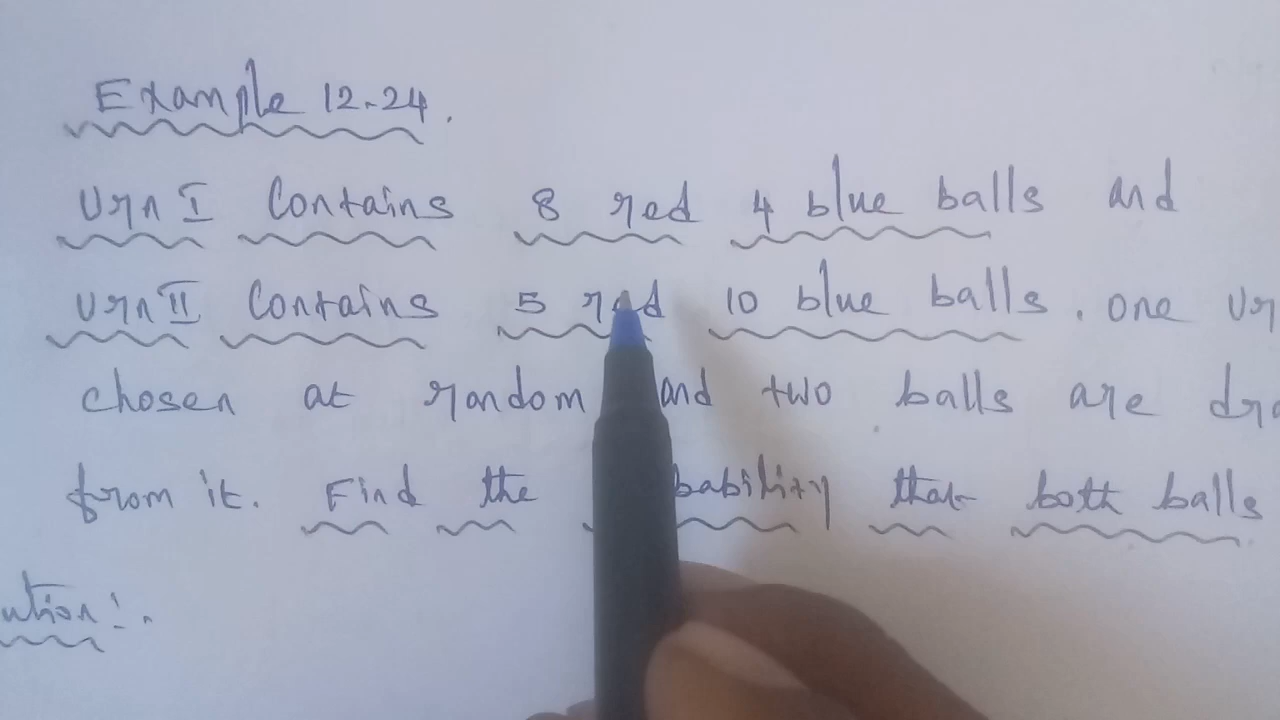 Example 12.24.
Urn I Contains 8 red 4 blue balls and
Urn II Contains 5 red 10 blue balls. one
chosen at random and two balls are
from it. Find the bability that both balls
ution:.